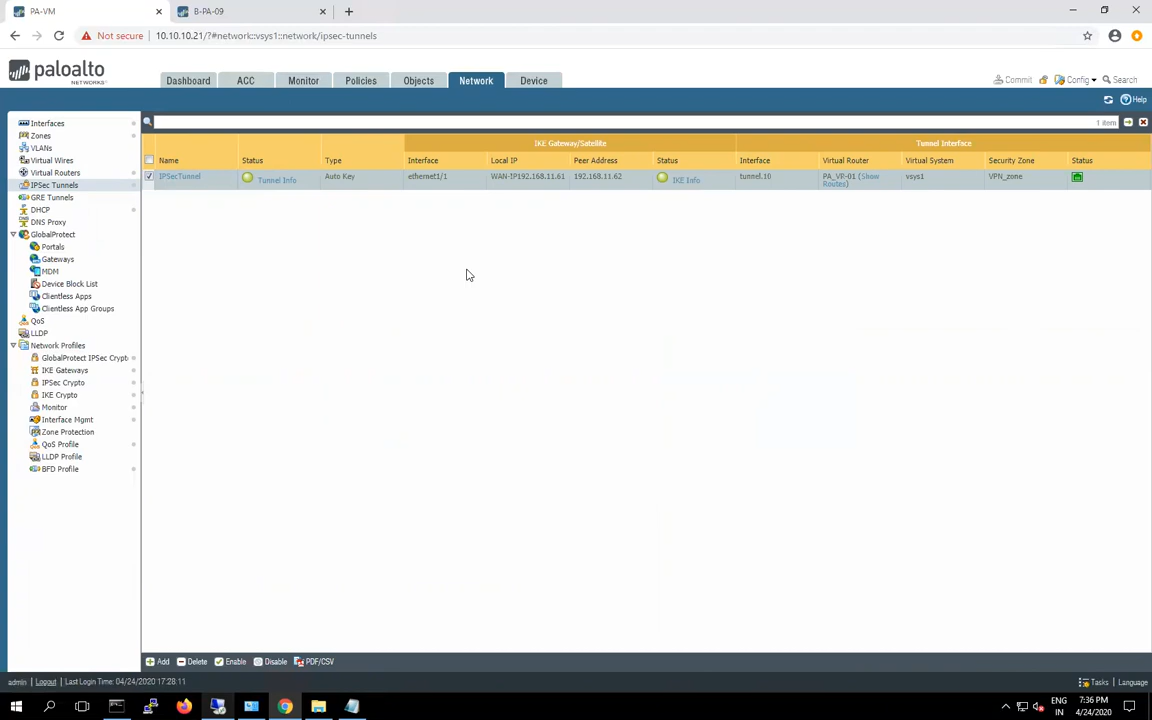 PA-VM
B-PA-09
Not secure
10.10.10.21/?#network::vsys1::network/ipsec-tunnels
paloalto
NETWORKS
Dashboard
ACC
Monitor
Policies
Objects
Network
Device
Commit
Config
Search
Help
Interfaces
Zones
VLANs
Virtual Wires
Virtual Routers
IPSec Tunnels
GRE Tunnels
DHCP
DNS Proxy
GlobalProtect
Portals
Gateways
MDM
Device Block List
Clientless Apps
Clientless App Groups
QoS
LLDP
Network Profiles
GlobalProtect IPSec Crypt
IKE Gateways
IPSec Crypto
IKE Crypto
Monitor
Interface Mgmt
Zone Protection
QoS Profile
LLDP Profile
BFD Profile
1 item
IKE Gateway/Satellite
Tunnel Interface
Name
Status
Type
Interface
Local IP
Peer Address
Status
Interface
Virtual Router
Virtual System
Security Zone
Status
IPSecTunnel
Tunnel Info
Auto Key
ethernet1/1
WAN-IP192.168.11.61
192.168.11.62
IKE Info
tunnel.10
PA_VR-01 (Show
Routes)
vsys1
VPN_zone
Add
Delete
Enable
Disable
PDF/CSV
admin
Logout
Last Login Time: 04/24/2020 17:28:11
Tasks
Language
ENG
IN
7:36 PM
4/24/2020